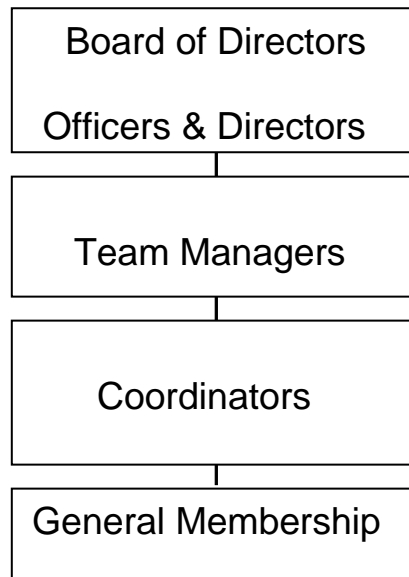 Board of Directors
Officers & Directors
Team Managers
Coordinators
General Membership